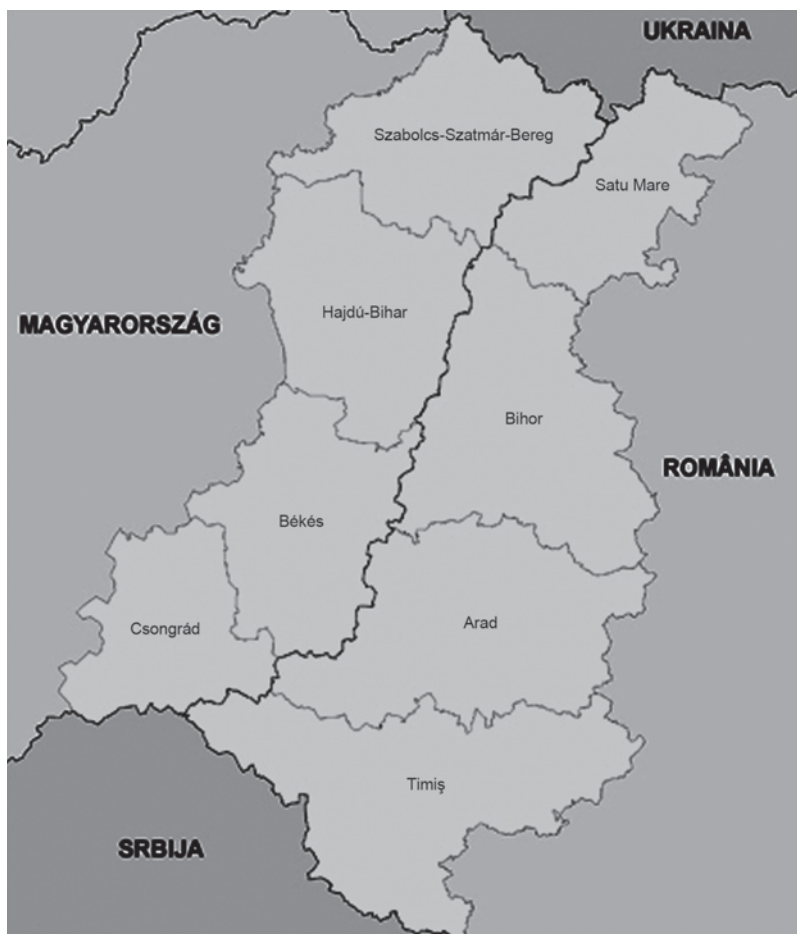 UKRAINA
Szabolcs-Szatmár-Bereg
Satu Mare
Hajdú-Bihar
MAGYARORSZÁG
Bihor
ROMÂNIA
Békés
Arad
Csongrád
Timiş
SRBIJA